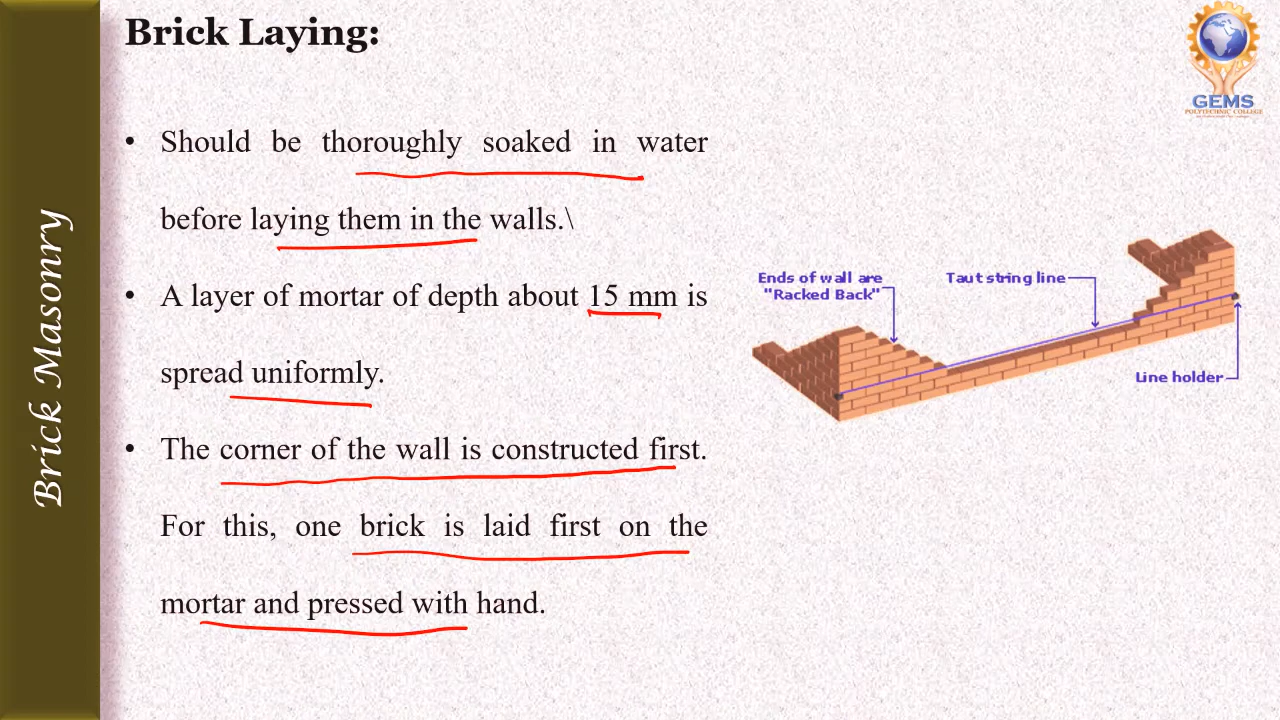 Brick Laying:
• Should be thoroughly soaked in water
before laying them in the walls.\
• A layer of mortar of depth about 15 mm is
spread uniformly.
• The corner of the wall is constructed first.
For this, one brick is laid first on the
mortar and pressed with hand.
Brick Masonry
GEMS
POLYTECHNIC COLLEGE
Ends of wall are
"Racked Back"
Taut string line
Line holder